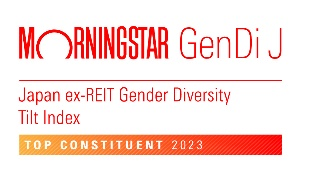 MORNINGSTAR GenDi J
Japan ex-REIT Gender Diversity
Tilt Index
TOP CONSTITUENT 2023